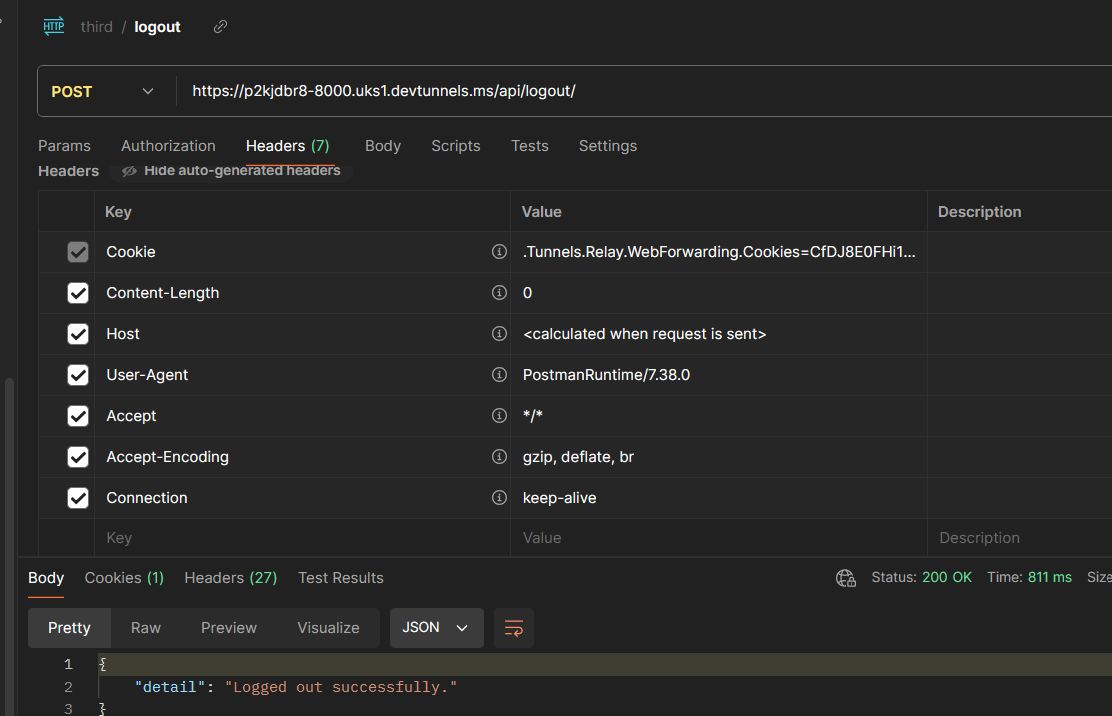 HTTP third / logout
POST https://p2kjdbr8-8000.uks1.devtunnels.ms/api/logout/
Params Authorization Headers (7) Body Scripts Tests Settings
Headers Hide auto-generated headers
Key Value Description
Cookie .Tunnels.Relay.WebForwarding.Cookies=CfDJ8E0FHi1...
Content-Length 0
Host <calculated when request is sent>
User-Agent PostmanRuntime/7.38.0
Accept */*
Accept-Encoding gzip, deflate, br
Connection keep-alive
Key Value Description
Body Cookies (1) Headers (27) Test Results Status: 200 OK Time: 811 ms Size
Pretty Raw Preview Visualize JSON
1 {
2 "detail": "Logged out successfully."
3 }